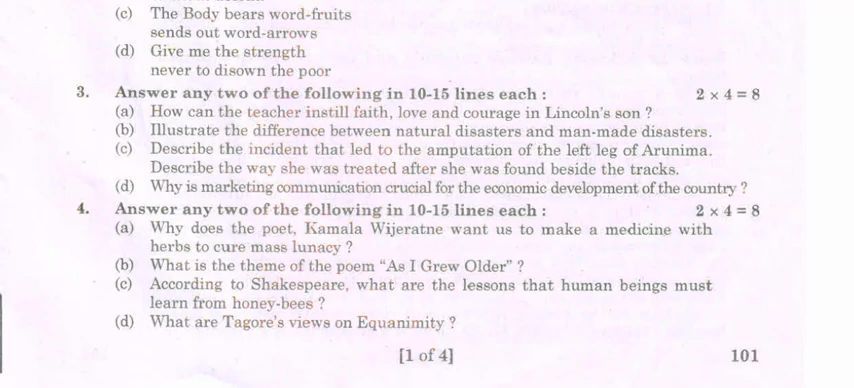 (c) The Body bears word-fruits
sends out word-arrows
(d) Give me the strength
never to disown the poor
3. Answer any two of the following in 10-15 lines each : 2 × 4 = 8
(a) How can the teacher instill faith, love and courage in Lincoln's son ?
(b) Illustrate the difference between natural disasters and man-made disasters.
(c) Describe the incident that led to the amputation of the left leg of Arunima.
Describe the way she was treated after she was found beside the tracks.
(d) Why is marketing communication crucial for the economic development of the country ?
4. Answer any two of the following in 10-15 lines each : 2 × 4 = 8
(a) Why does the poet, Kamala Wijeratne want us to make a medicine with
herbs to cure mass lunacy ?
(b) What is the theme of the poem "As I Grew Older" ?
(c) According to Shakespeare, what are the lessons that human beings must
learn from honey-bees ?
(d) What are Tagore's views on Equanimity ?
[1 of 4] 101